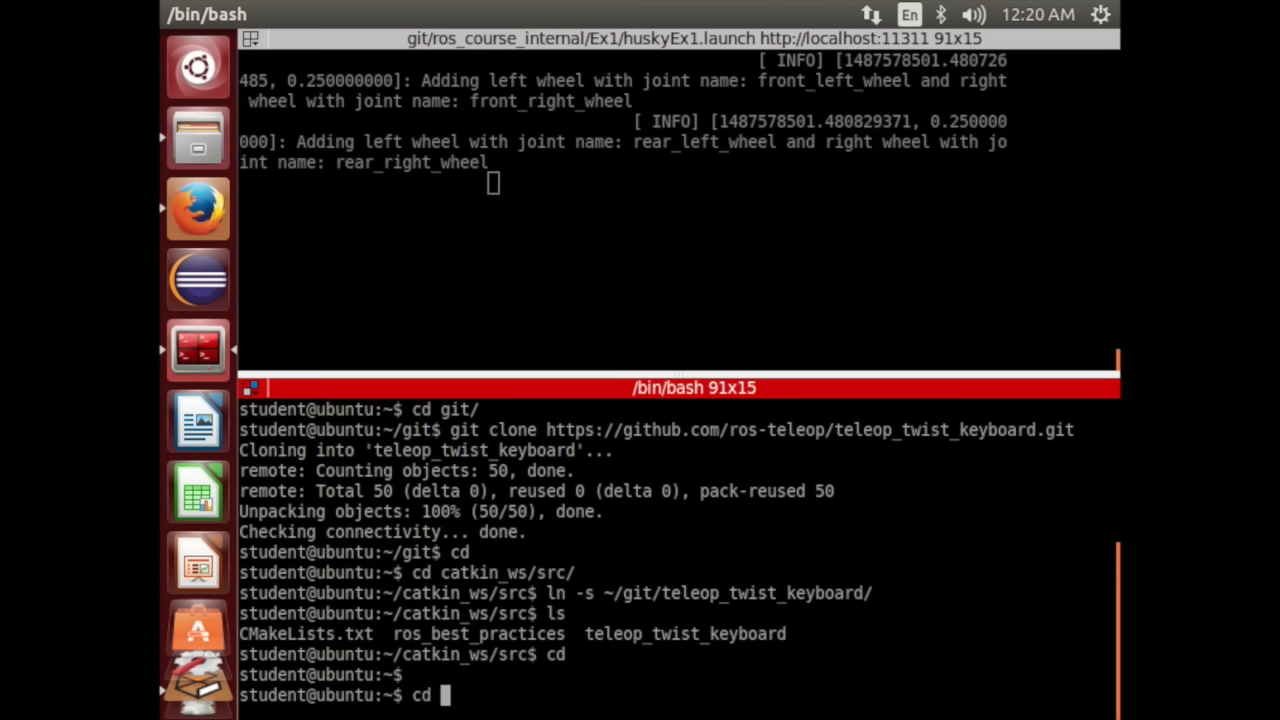 /bin/bash
En
12:20 AM
git/ros_course_internal/Ex1/huskyEx1.launch http://localhost:11311 91x15
[ INFO] [1487578501.480726
485, 0.250000000]: Adding left wheel with joint name: front_left_wheel and right
wheel with joint name: front_right_wheel
[ INFO] [1487578501.480829371, 0.250000
000]: Adding left wheel with joint name: rear_left_wheel and right wheel with jo
int name: rear_right_wheel
/bin/bash 91x15
student@ubuntu:~$ cd git/
student@ubuntu:~/git$ git clone https://github.com/ros-teleop/teleop_twist_keyboard.git
Cloning into 'teleop_twist_keyboard'...
remote: Counting objects: 50, done.
remote: Total 50 (delta 0), reused 0 (delta 0), pack-reused 50
Unpacking objects: 100% (50/50), done.
Checking connectivity... done.
student@ubuntu:~/git$ cd
student@ubuntu:~$ cd catkin_ws/src/
student@ubuntu:~/catkin_ws/src$ ln -s ~/git/teleop_twist_keyboard/
student@ubuntu:~/catkin_ws/src$ ls
CMakeLists.txt  ros_best_practices  teleop_twist_keyboard
student@ubuntu:~/catkin_ws/src$ cd
student@ubuntu:~$
student@ubuntu:~$ cd